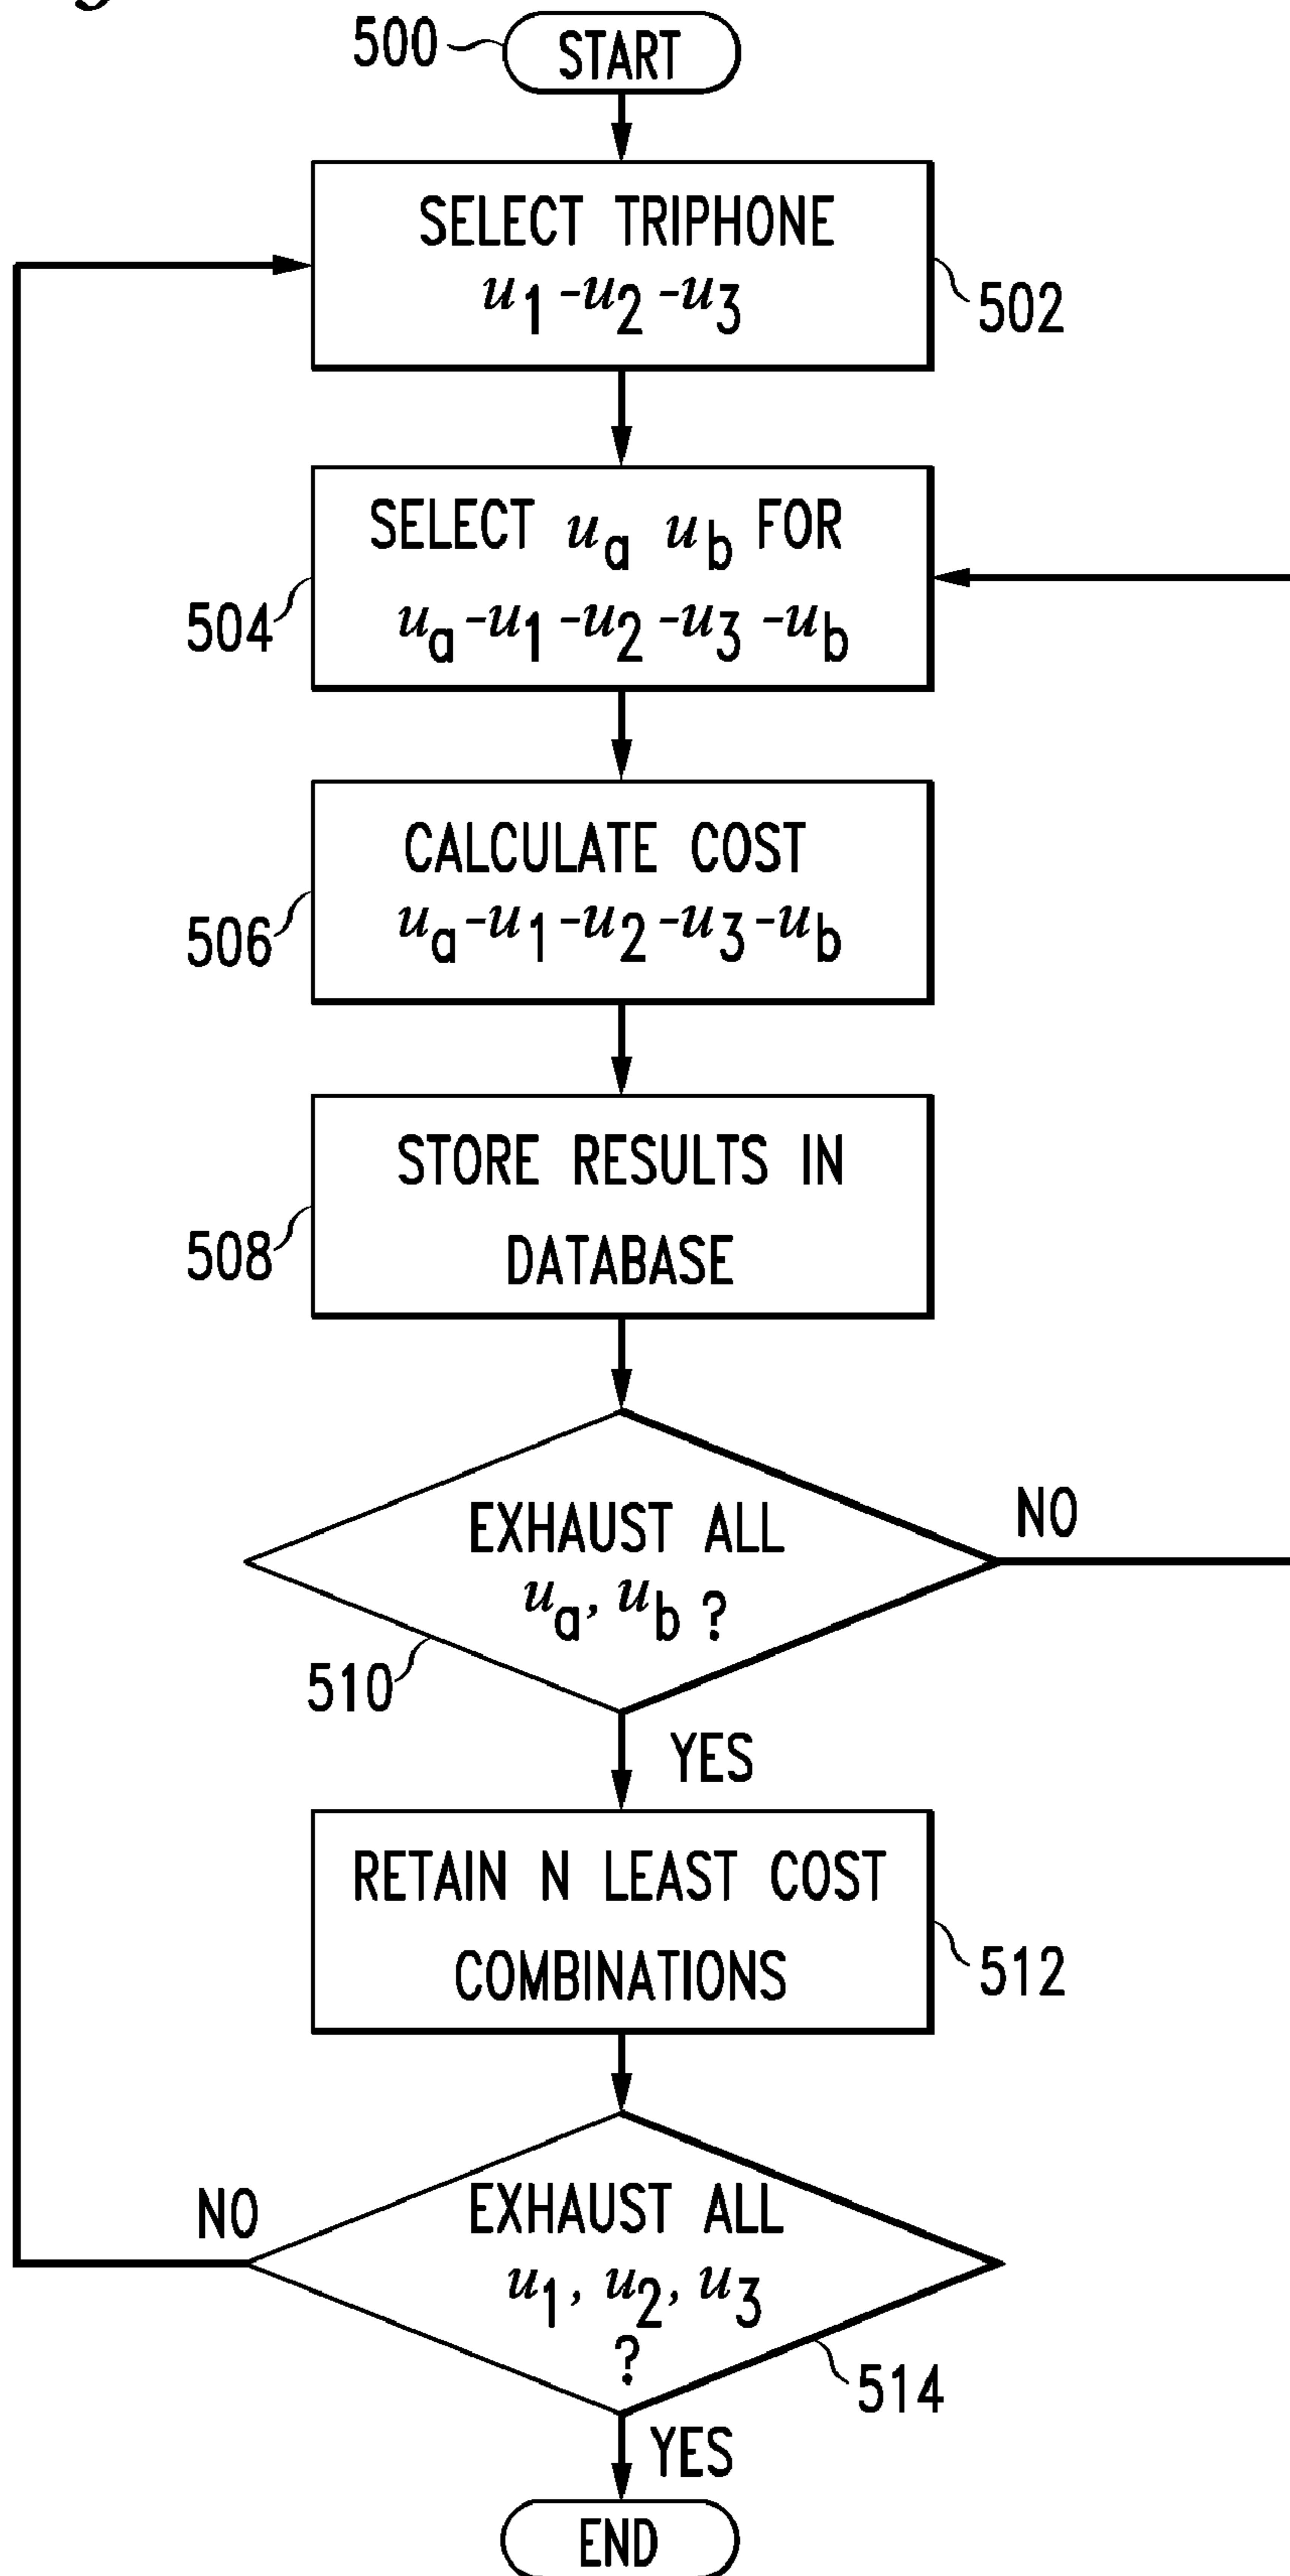 500 START
SELECT TRIPHONE
u1-u2-u3
502
SELECT ua ub FOR
ua-u1-u2-u3-ub
504
CALCULATE COST
ua-u1-u2-u3-ub
506
STORE RESULTS IN
DATABASE
508
EXHAUST ALL
ua, ub ?
NO
510
YES
RETAIN N LEAST COST
COMBINATIONS
512
NO
EXHAUST ALL
u1, u2, u3
?
514
YES
END